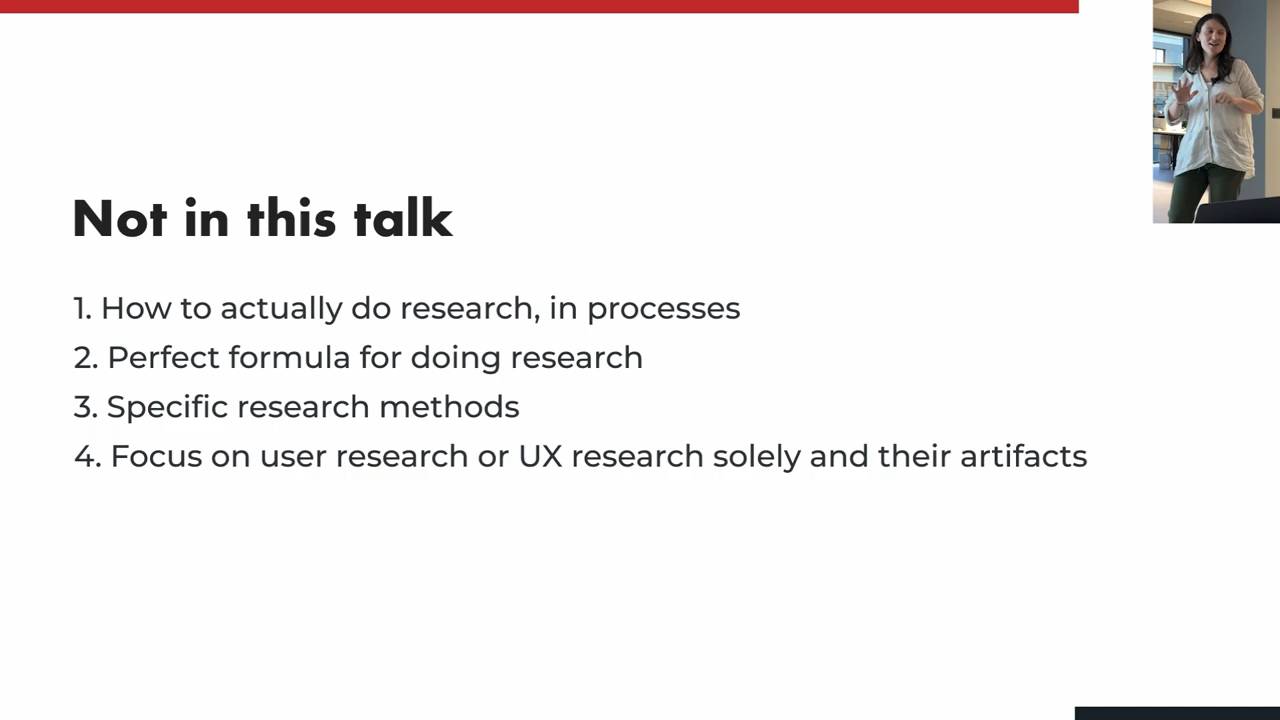 Not in this talk
1. How to actually do research, in processes
2. Perfect formula for doing research
3. Specific research methods
4. Focus on user research or UX research solely and their artifacts